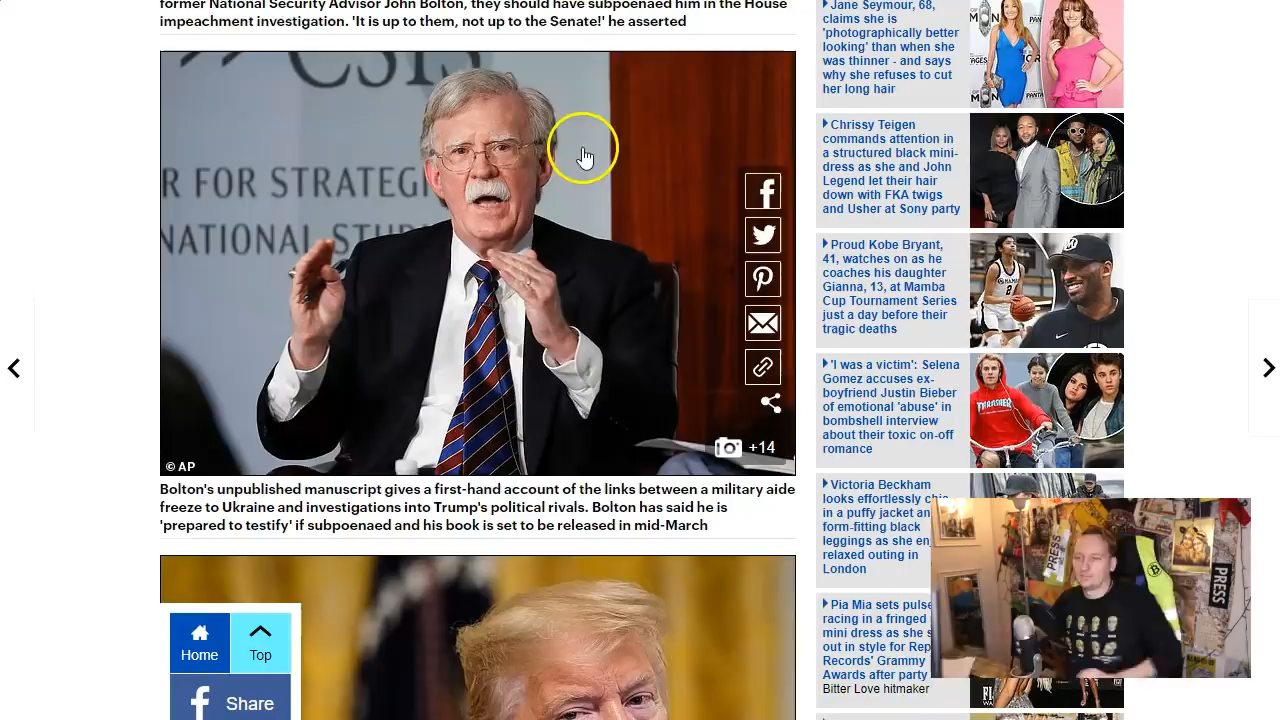 former National Security Advisor John Bolton, they should have subpoenaed him in the House
impeachment investigation. 'It is up to them, not up to the Senate!' he asserted
CSIS
R FOR STRATEGI
NATIONAL STUD
+14
© AP
Bolton's unpublished manuscript gives a first-hand account of the links between a military aide
freeze to Ukraine and investigations into Trump's political rivals. Bolton has said he is
'prepared to testify' if subpoenaed and his book is set to be released in mid-March
Home
Top
Share
Jane Seymour, 68,
claims she is
'photographically better
looking' than when she
was thinner - and says
why she refuses to cut
her long hair
Chrissy Teigen
commands attention in
a structured black mini-
dress as she and John
Legend let their hair
down with FKA twigs
and Usher at Sony party
Proud Kobe Bryant,
41, watches on as he
coaches his daughter
Gianna, 13, at Mamba
Cup Tournament Series
just a day before their
tragic deaths
'I was a victim': Selena
Gomez accuses ex-
boyfriend Justin Bieber
of emotional 'abuse' in
bombshell interview
about their toxic on-off
romance
THRASHER
Victoria Beckham
looks effortlessly chic
in a puffy jacket an
form-fitting black
leggings as she en
relaxed outing in
London
Pia Mia sets pulse
racing in a fringed
mini dress as she s
out in style for Rep
Records' Grammy
Awards after party
Bitter Love hitmaker
PRESS
PRESS